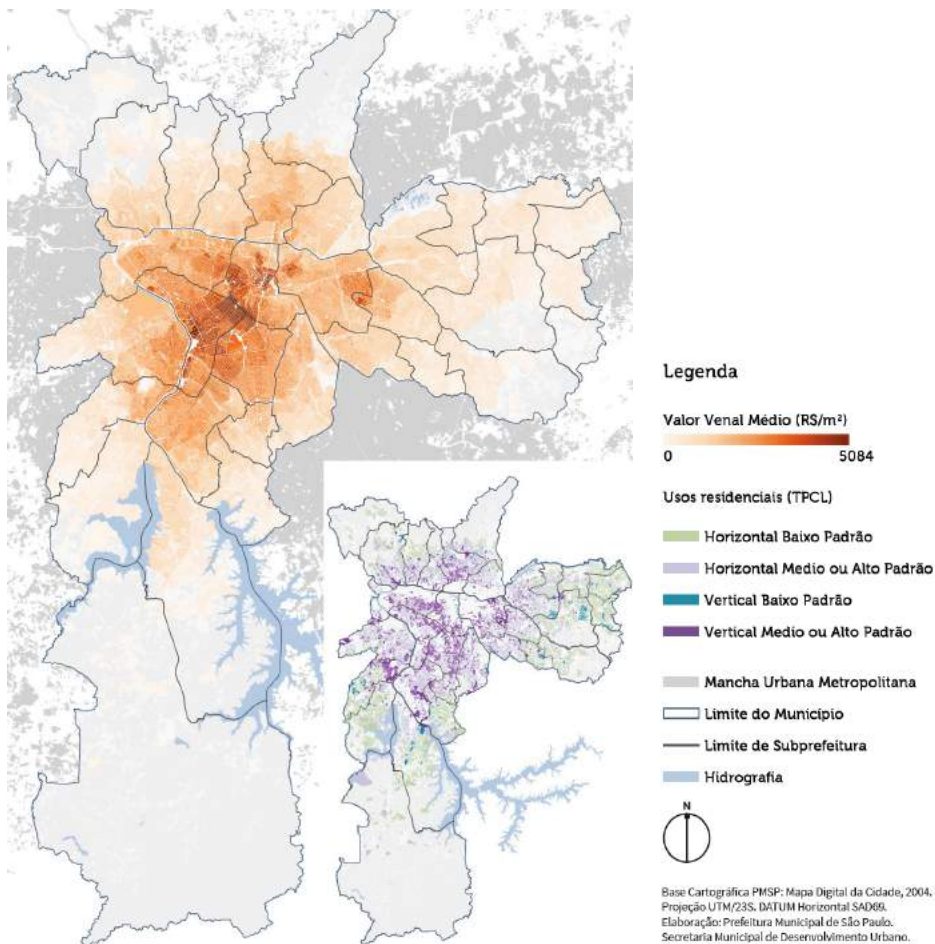 Legenda
Valor Venal Médio (R$/m²)
0 5084
Usos residenciais (TPCL)
Horizontal Baixo Padrão
Horizontal Medio ou Alto Padrão
Vertical Baixo Padrão
Vertical Medio ou Alto Padrão
Mancha Urbana Metropolitana
Limite do Município
Limite de Subprefeitura
Hidrografia
N
Base Cartográfica PMSP: Mapa Digital da Cidade, 2004.
Projeção UTM/23S. DATUM Horizontal SAD69.
Elaboração: Prefeitura Municipal de São Paulo.
Secretaria Municipal de Desenvolvimento Urbano.